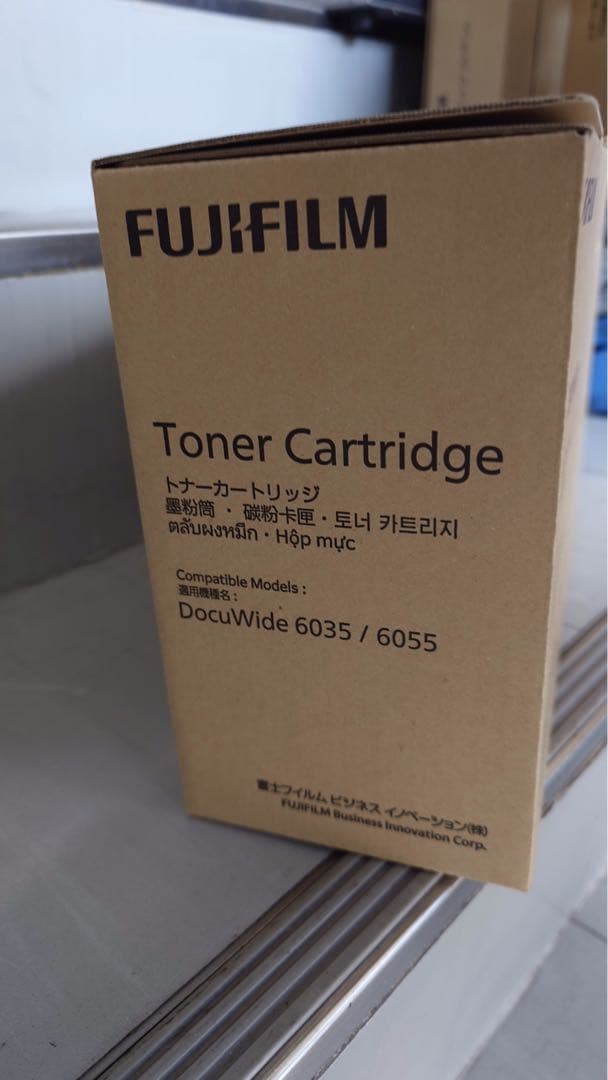 FUJIFILM
Toner Cartridge
トナーカートリッジ
墨粉筒 ・ 碳粉卡匣・토너 카트리지
ตลับผงหมึก・Hộp mực
Compatible Models :
適用機種名 :
DocuWide 6035 / 6055
富士フイルム ビジネス イノベーション(株)
FUJIFILM Business Innovation Corp.